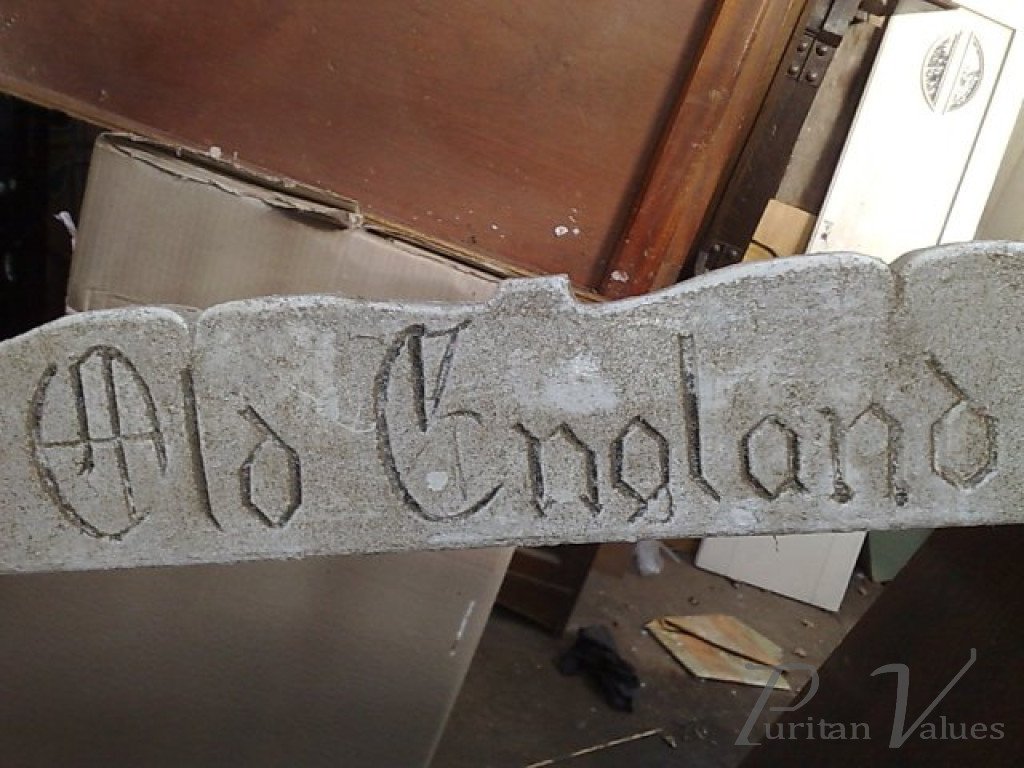 Old England
Puritan Values